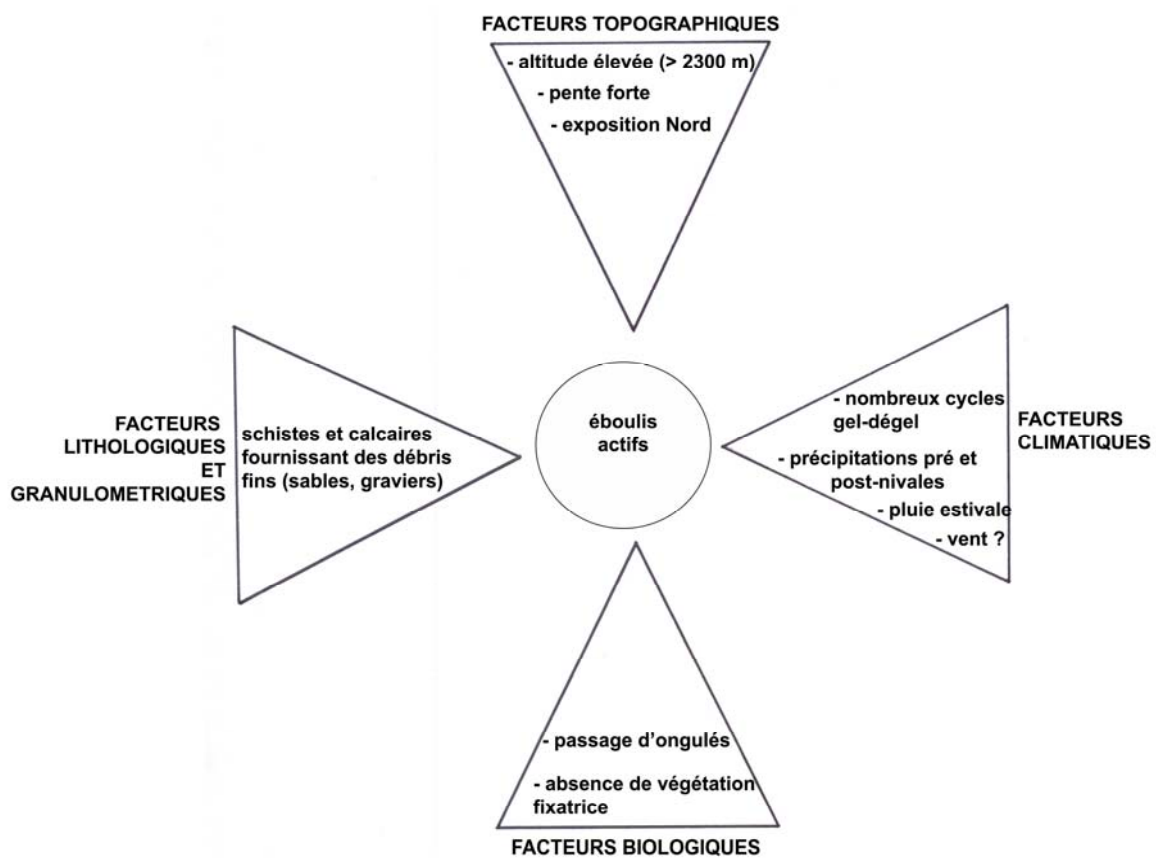 FACTEURS TOPOGRAPHIQUES
- altitude élevée (> 2300 m)
- pente forte
- exposition Nord
FACTEURS
LITHOLOGIQUES
ET
GRANULOMETRIQUES
schistes et calcaires
fournissant des débris
fins (sables, graviers)
éboulis
actifs
- nombreux cycles
gel-dégel
- précipitations pré et
post-nivales
- pluie estivale
- vent ?
FACTEURS
CLIMATIQUES
- passage d'ongulés
- absence de végétation
fixatrice
FACTEURS BIOLOGIQUES